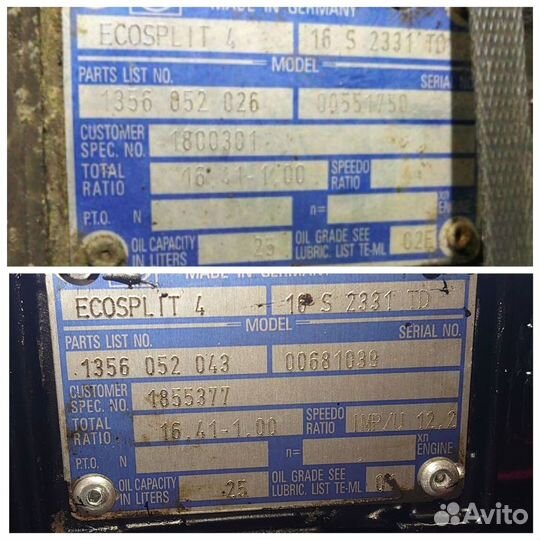 MADE IN GERMANY
ECOSPLIT 4 16 S 2331 TD
MODEL
PARTS LIST NO. SERIAL
1356 052 026 00551750
CUSTOMER
SPEC. NO. 1800301
TOTAL
RATIO 16.41-1.00 SPEEDO
RATIO
P.T.O. N n= xn
ENGINE
OIL CAPACITY
IN LITERS 25 OIL GRADE SEE
LUBRIC. LIST TE-ML 02E
MADE IN GERMANY
ECOSPLIT 4 16 S 2331 TD
MODEL
PARTS LIST NO. SERIAL NO.
1356 052 043 00681039
CUSTOMER
SPEC. NO. 1855377
TOTAL
RATIO 16.41-1.00 SPEEDO
RATIO IMP/U 12.2
P.T.O. N n= xn
ENGINE
OIL CAPACITY
IN LITERS 25 OIL GRADE SEE
LUBRIC. LIST TE-ML
Avito